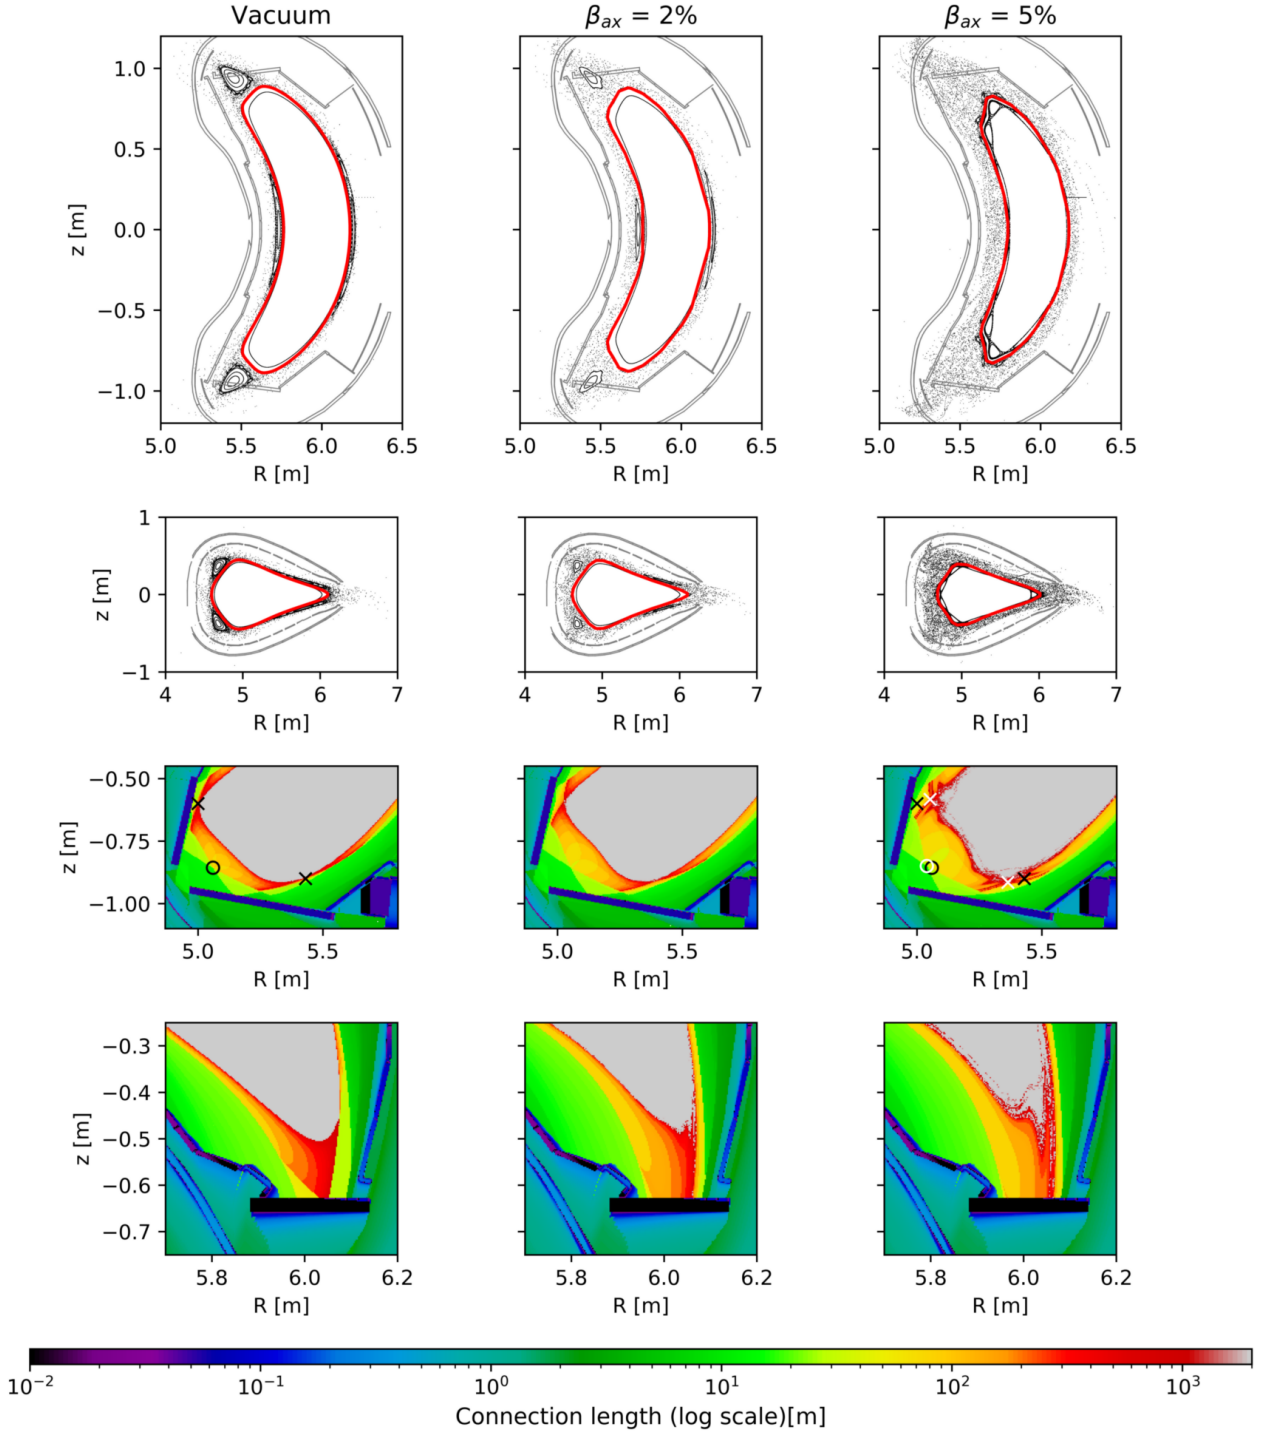 Vacuum
β_ax = 2%
β_ax = 5%
1.0
0.5
0.0
−0.5
−1.0
z [m]
5.0 5.5 6.0 6.5
5.0 5.5 6.0 6.5
5.0 5.5 6.0 6.5
R [m]
R [m]
R [m]
1
0
−1
z [m]
4 5 6 7
4 5 6 7
4 5 6 7
R [m]
R [m]
R [m]
−0.50
−0.75
−1.00
z [m]
5.0 5.5
5.0 5.5
5.0 5.5
R [m]
R [m]
R [m]
−0.3
−0.4
−0.5
−0.6
−0.7
z [m]
5.8 6.0 6.2
5.8 6.0 6.2
5.8 6.0 6.2
R [m]
R [m]
R [m]
10⁻² 10⁻¹ 10⁰ 10¹ 10² 10³
Connection length (log scale)[m]